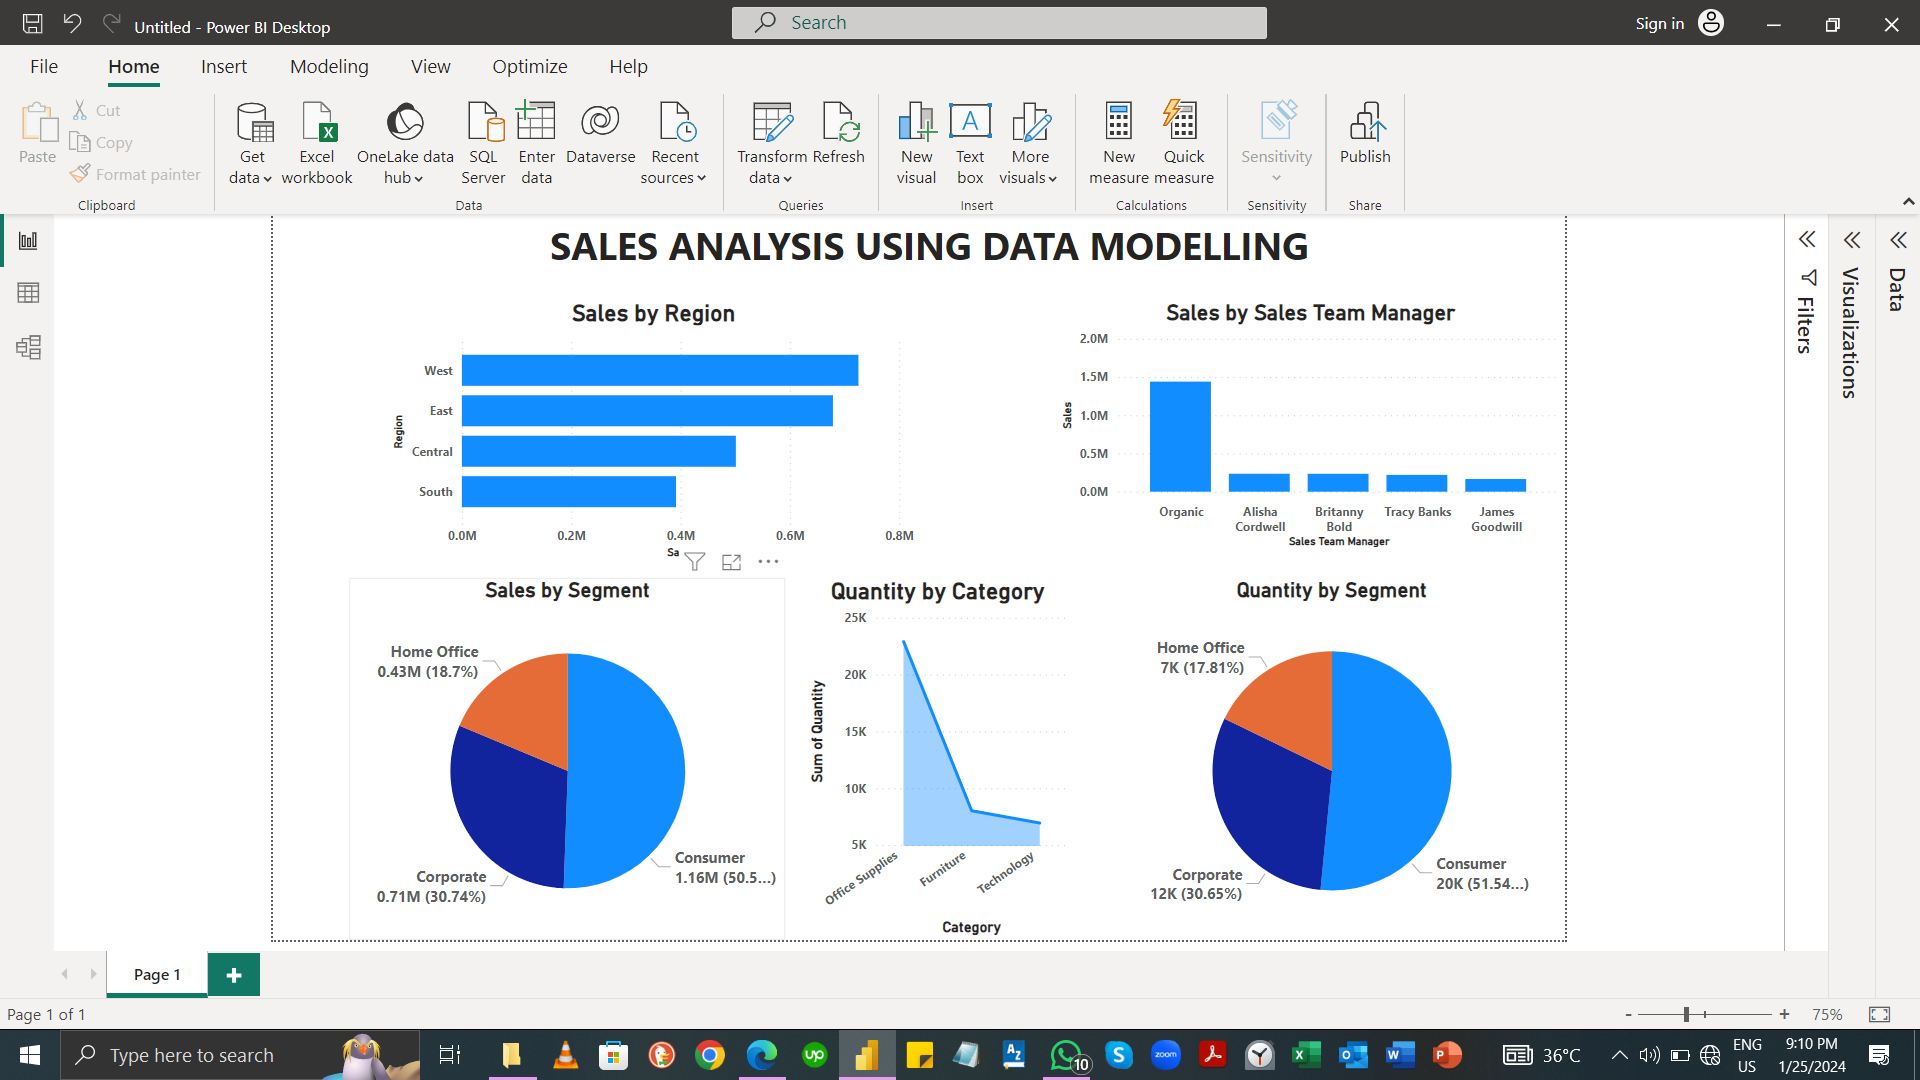 Untitled - Power BI Desktop
Search
Sign in
File Home Insert Modeling View Optimize Help
Paste
Cut
Copy
Format painter
Clipboard
Get data
Excel workbook
OneLake data hub
SQL Server
Enter data
Dataverse
Recent sources
Data
Transform data
Refresh
Queries
New visual
Text box
More visuals
Insert
New measure
Quick measure
Calculations
Sensitivity
Sensitivity
Publish
Share
SALES ANALYSIS USING DATA MODELLING
Sales by Region
Region
West
East
Central
South
0.0M 0.2M 0.4M 0.6M 0.8M
Sa
Sales by Sales Team Manager
Sales
2.0M
1.5M
1.0M
0.5M
0.0M
Organic
Alisha Cordwell
Britanny Bold
Tracy Banks
James Goodwill
Sales Team Manager
Sales by Segment
Home Office
0.43M (18.7%)
Corporate
0.71M (30.74%)
Consumer
1.16M (50.5...)
Quantity by Category
Sum of Quantity
25K
20K
15K
10K
5K
Office Supplies
Furniture
Technology
Category
Quantity by Segment
Home Office
7K (17.81%)
Corporate
12K (30.65%)
Consumer
20K (51.54...)
Filters
Visualizations
Data
Page 1
Page 1 of 1
- + 75%
Type here to search
up
A
Z
10
S
zoom
X
W
P
36°C
ENG
US
9:10 PM
1/25/2024